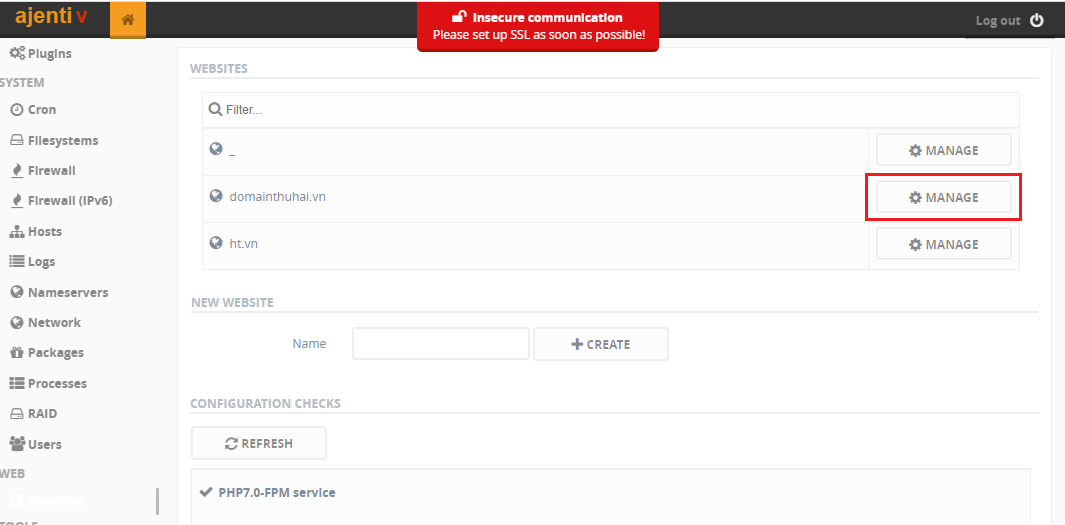 ajenti v
Insecure communication
Please set up SSL as soon as possible!
Log out
Plugins
SYSTEM
Cron
Filesystems
Firewall
Firewall (IPv6)
Hosts
Logs
Nameservers
Network
Packages
Processes
RAID
Users
WEB
Websites
TOOLS
WEBSITES
Filter...
_ MANAGE
domainthuhai.vn MANAGE
ht.vn MANAGE
NEW WEBSITE
Name CREATE
CONFIGURATION CHECKS
REFRESH
PHP7.0-FPM service